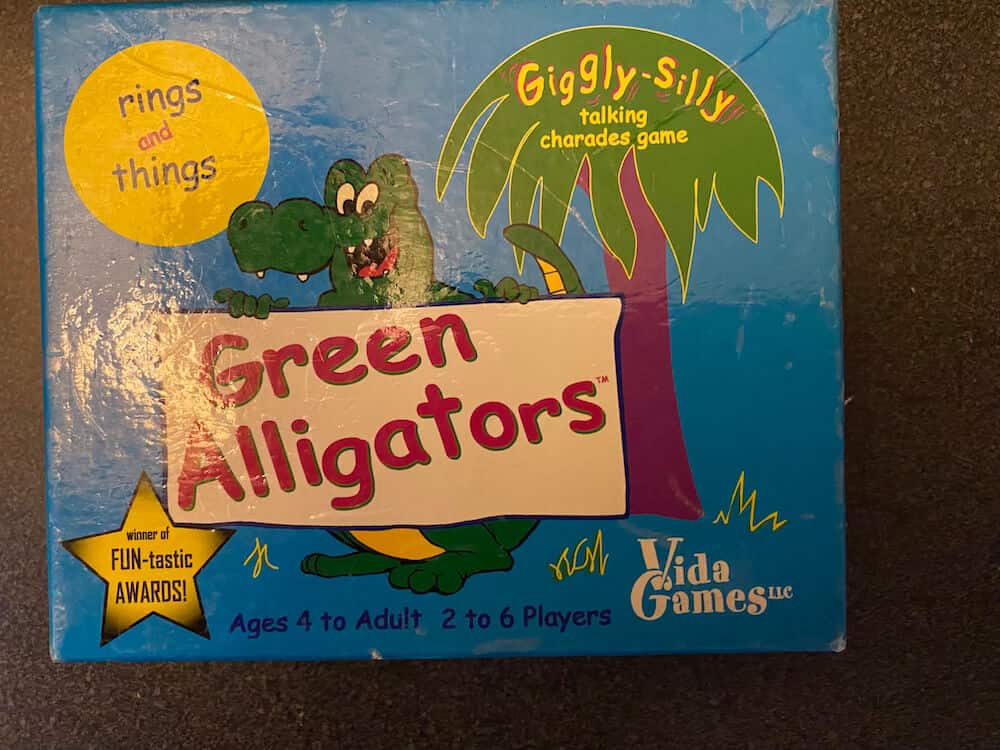 rings
and
things
Giggly-Silly
talking
charades game
Green
Alligators™
winner of
FUN-tastic
AWARDS!
Ages 4 to Adult 2 to 6 Players
Vida
Games LLC